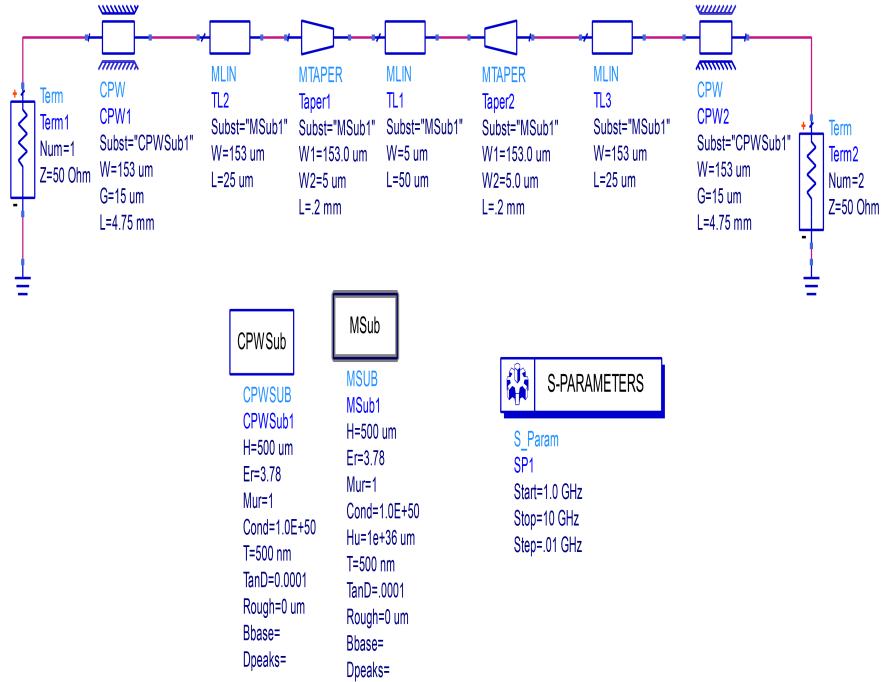 Term
Term1
Num=1
Z=50 Ohm
CPW
CPW1
Subst="CPWSub1"
W=153 um
G=15 um
L=4.75 mm
MLIN
TL2
Subst="MSub1"
W=153 um
L=25 um
MTAPER
Taper1
Subst="MSub1"
W1=153.0 um
W2=5 um
L=.2 mm
MLIN
TL1
Subst="MSub1"
W=5 um
L=50 um
MTAPER
Taper2
Subst="MSub1"
W1=153.0 um
W2=5.0 um
L=.2 mm
MLIN
TL3
Subst="MSub1"
W=153 um
L=25 um
CPW
CPW2
Subst="CPWSub1"
W=153 um
G=15 um
L=4.75 mm
Term
Term2
Num=2
Z=50 Ohm
CPWSub
CPWSUB
CPWSub1
H=500 um
Er=3.78
Mur=1
Cond=1.0E+50
T=500 nm
TanD=0.0001
Rough=0 um
Bbase=
Dpeaks=
MSub
MSUB
MSub1
H=500 um
Er=3.78
Mur=1
Cond=1.0E+50
Hu=1e+36 um
T=500 nm
TanD=.0001
Rough=0 um
Bbase=
Dpeaks=
S-PARAMETERS
S_Param
SP1
Start=1.0 GHz
Stop=10 GHz
Step=.01 GHz